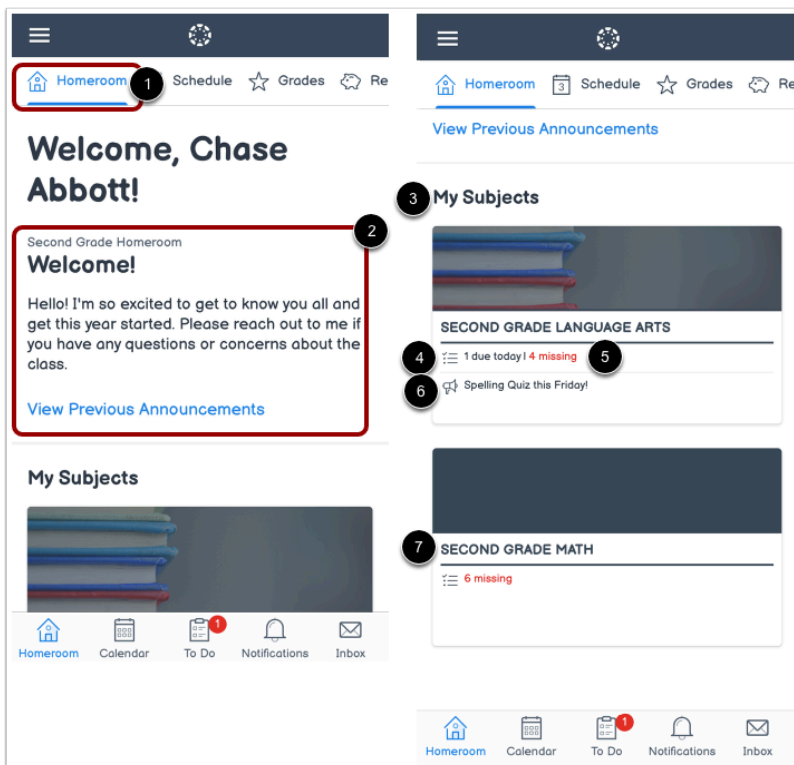 Homeroom 1 Schedule Grades Re
Welcome, Chase
Abbott!
2
Second Grade Homeroom
Welcome!
Hello! I'm so excited to get to know you all and
get this year started. Please reach out to me if
you have any questions or concerns about the
class.
View Previous Announcements
My Subjects
1
Homeroom Calendar To Do Notifications Inbox
Homeroom 3 Schedule Grades Re
View Previous Announcements
3 My Subjects
SECOND GRADE LANGUAGE ARTS
4 1 due today | 4 missing 5
6 Spelling Quiz this Friday!
7 SECOND GRADE MATH
6 missing
1
Homeroom Calendar To Do Notifications Inbox